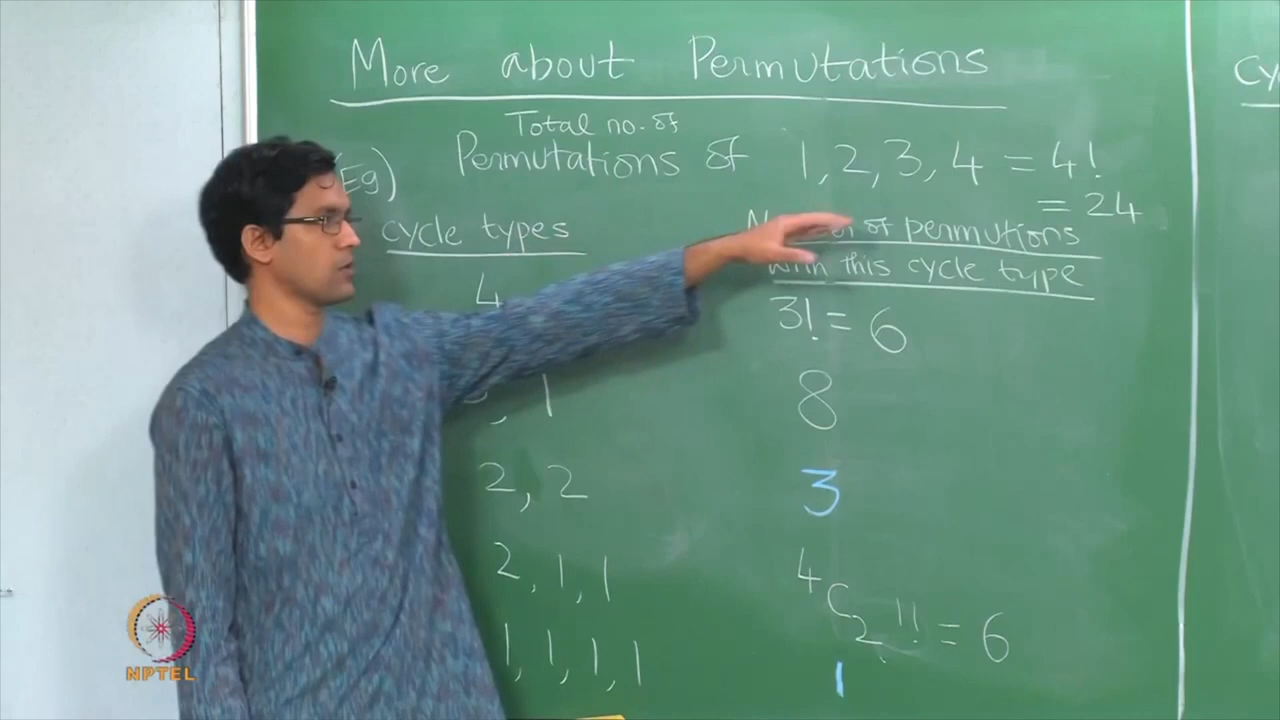 More about Permutations
Total no. of
(Eg) Permutations of 1, 2, 3, 4 = 4!
= 24
cycle types
of permutions
with this cycle type
4 3! = 6
, 1 8
2, 2 3
2, 1, 1 4C2 !! = 6
1, 1, 1, 1 1
cy
NPTEL